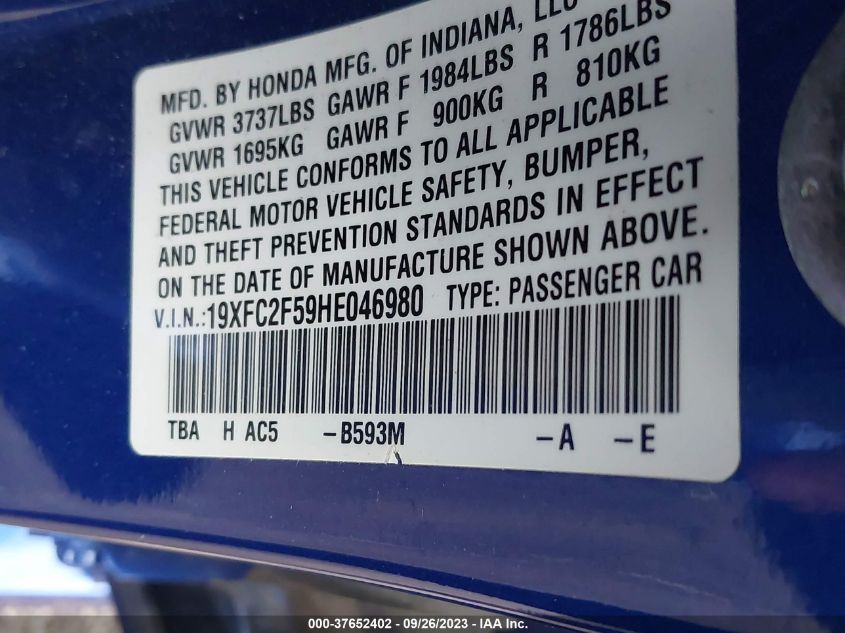 MFD. BY HONDA MFG. OF INDIANA, LLC
GVWR 3737LBS GAWR F 1984LBS R 1786LBS
GVWR 1695KG GAWR F 900KG R 810KG
THIS VEHICLE CONFORMS TO ALL APPLICABLE
FEDERAL MOTOR VEHICLE SAFETY, BUMPER,
AND THEFT PREVENTION STANDARDS IN EFFECT
ON THE DATE OF MANUFACTURE SHOWN ABOVE.
V.I.N.:19XFC2F59HE046980 TYPE: PASSENGER CAR
TBA H AC5 -B593M -A -E
000-37652402 - 09/26/2023 - IAA Inc.